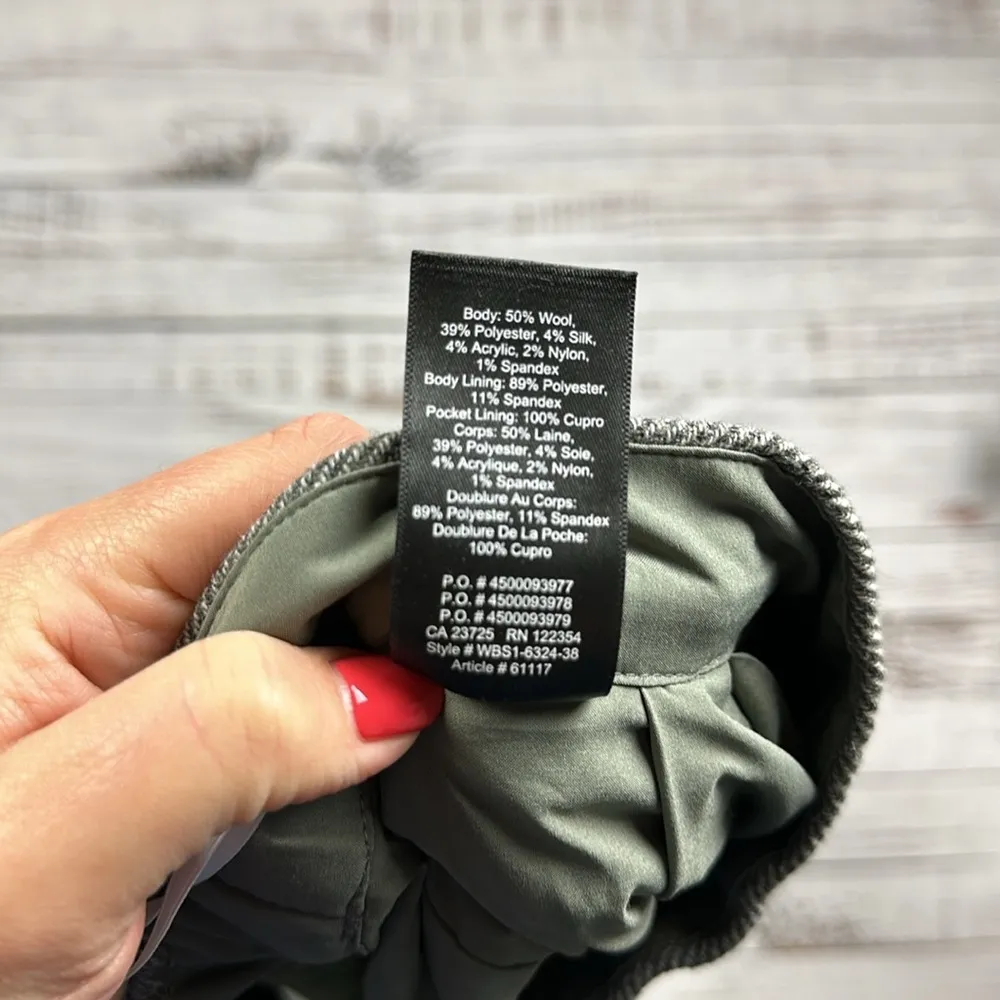 Body: 50% Wool,
39% Polyester, 4% Silk,
4% Acrylic, 2% Nylon,
1% Spandex
Body Lining: 89% Polyester,
11% Spandex
Pocket Lining: 100% Cupro
Corps: 50% Laine,
39% Polyester, 4% Soie,
4% Acrylique, 2% Nylon,
1% Spandex
Doublure Au Corps:
89% Polyester, 11% Spandex
Doublure De La Poche:
100% Cupro
P.O. # 4500093977
P.O. # 4500093978
P.O. # 4500093979
CA 23725 RN 122354
Style # WBS1-6324-38
Article # 61117